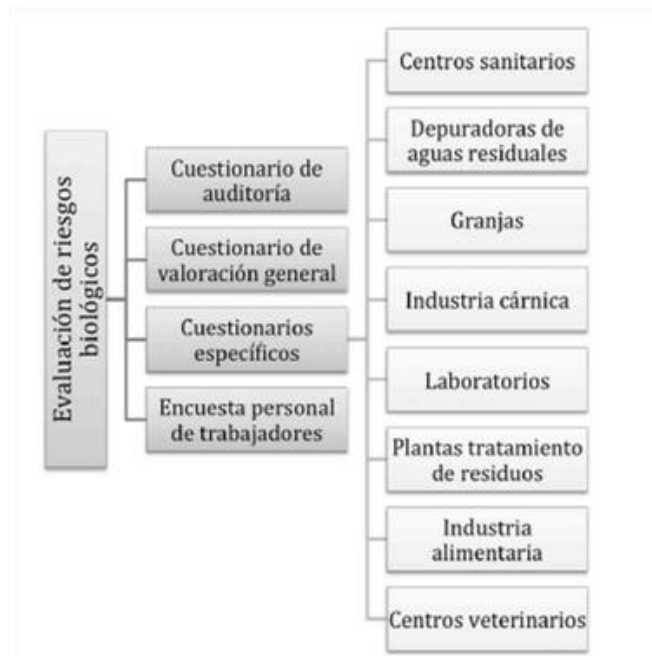 Evaluación de riesgos
biológicos
Cuestionario de
auditoría
Cuestionario de
valoración general
Cuestionarios
específicos
Encuesta personal
de trabajadores
Centros sanitarios
Depuradoras de
aguas residuales
Granjas
Industria cárnica
Laboratorios
Plantas tratamiento
de residuos
Industria
alimentaria
Centros veterinarios